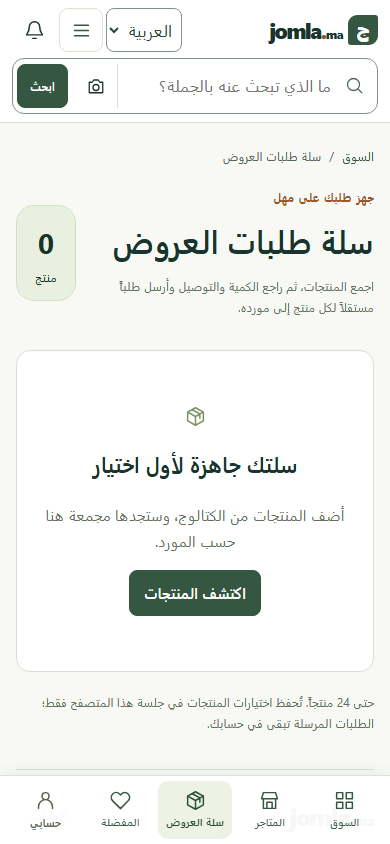 ج jomla.ma
العربية
ما الذي تبحث عنه بالجملة؟
ابحث
السوق / سلة طلبات العروض
جهز طلبك على مهل
سلة طلبات العروض
0
منتج
اجمع المنتجات، ثم راجع الكمية والتوصيل وأرسل طلباً
مستقلاً لكل منتج إلى مورده.
سلتك جاهزة لأول اختيار
أضف المنتجات من الكتالوج، وستجدها مجمعة هنا
حسب المورد.
اكتشف المنتجات
حتى 24 منتجاً. تُحفظ اختيارات المنتجات في جلسة هذا المتصفح فقط؛
الطلبات المرسلة تبقى في حسابك.
السوق
المتاجر
سلة العروض
المفضلة
حسابي